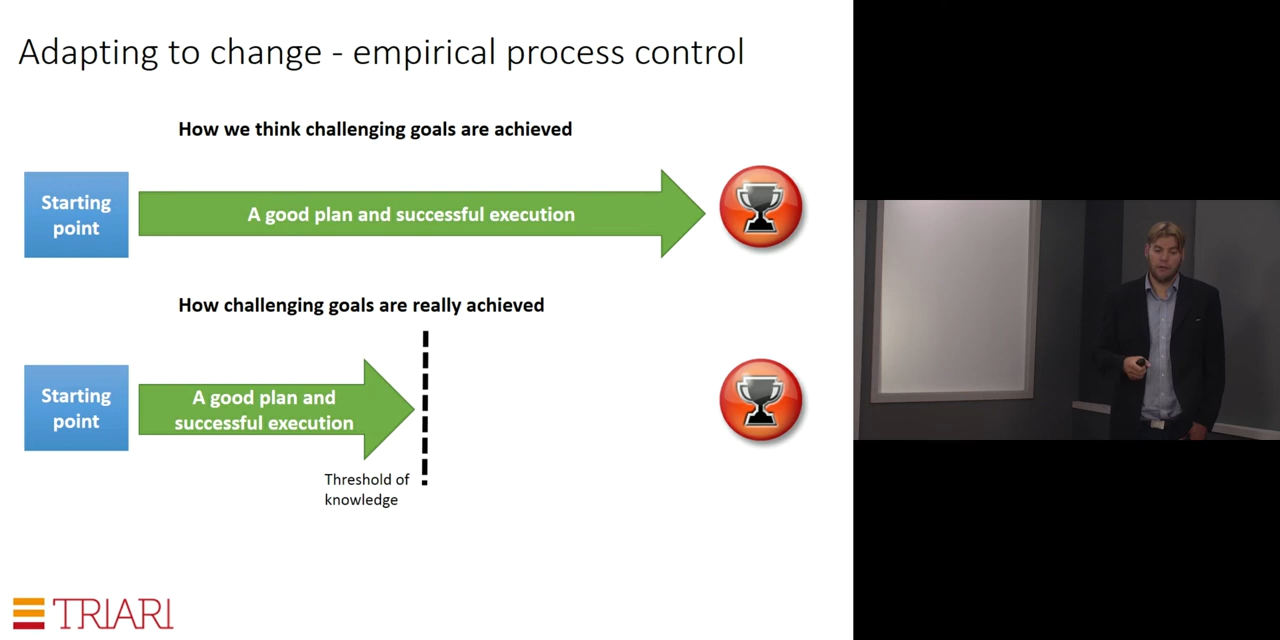 Adapting to change - empirical process control
How we think challenging goals are achieved
Starting
point
A good plan and successful execution
How challenging goals are really achieved
Starting
point
A good plan and
successful execution
Threshold of
knowledge
TRIARI